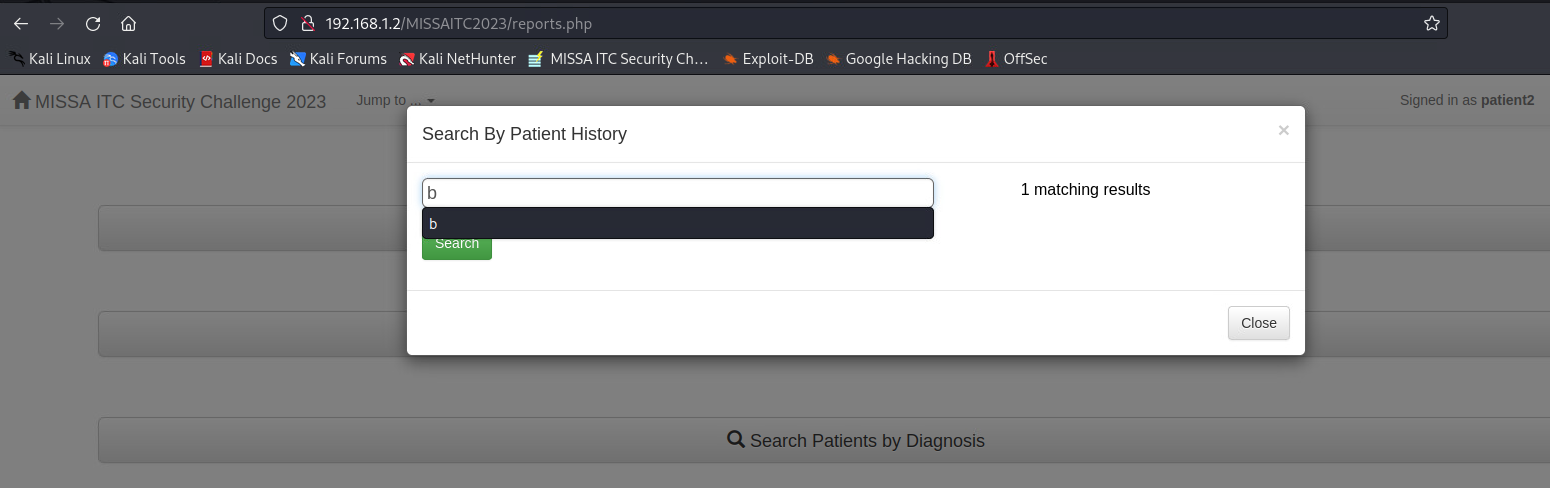 192.168.1.2/MISSAITC2023/reports.php
Kali Linux Kali Tools Kali Docs Kali Forums Kali NetHunter MISSA ITC Security Ch... Exploit-DB Google Hacking DB OffSec
MISSA ITC Security Challenge 2023 Jump to ... Signed in as patient2
Search By Patient History ×
b 1 matching results
b
Search
Close
Search Patients by Diagnosis